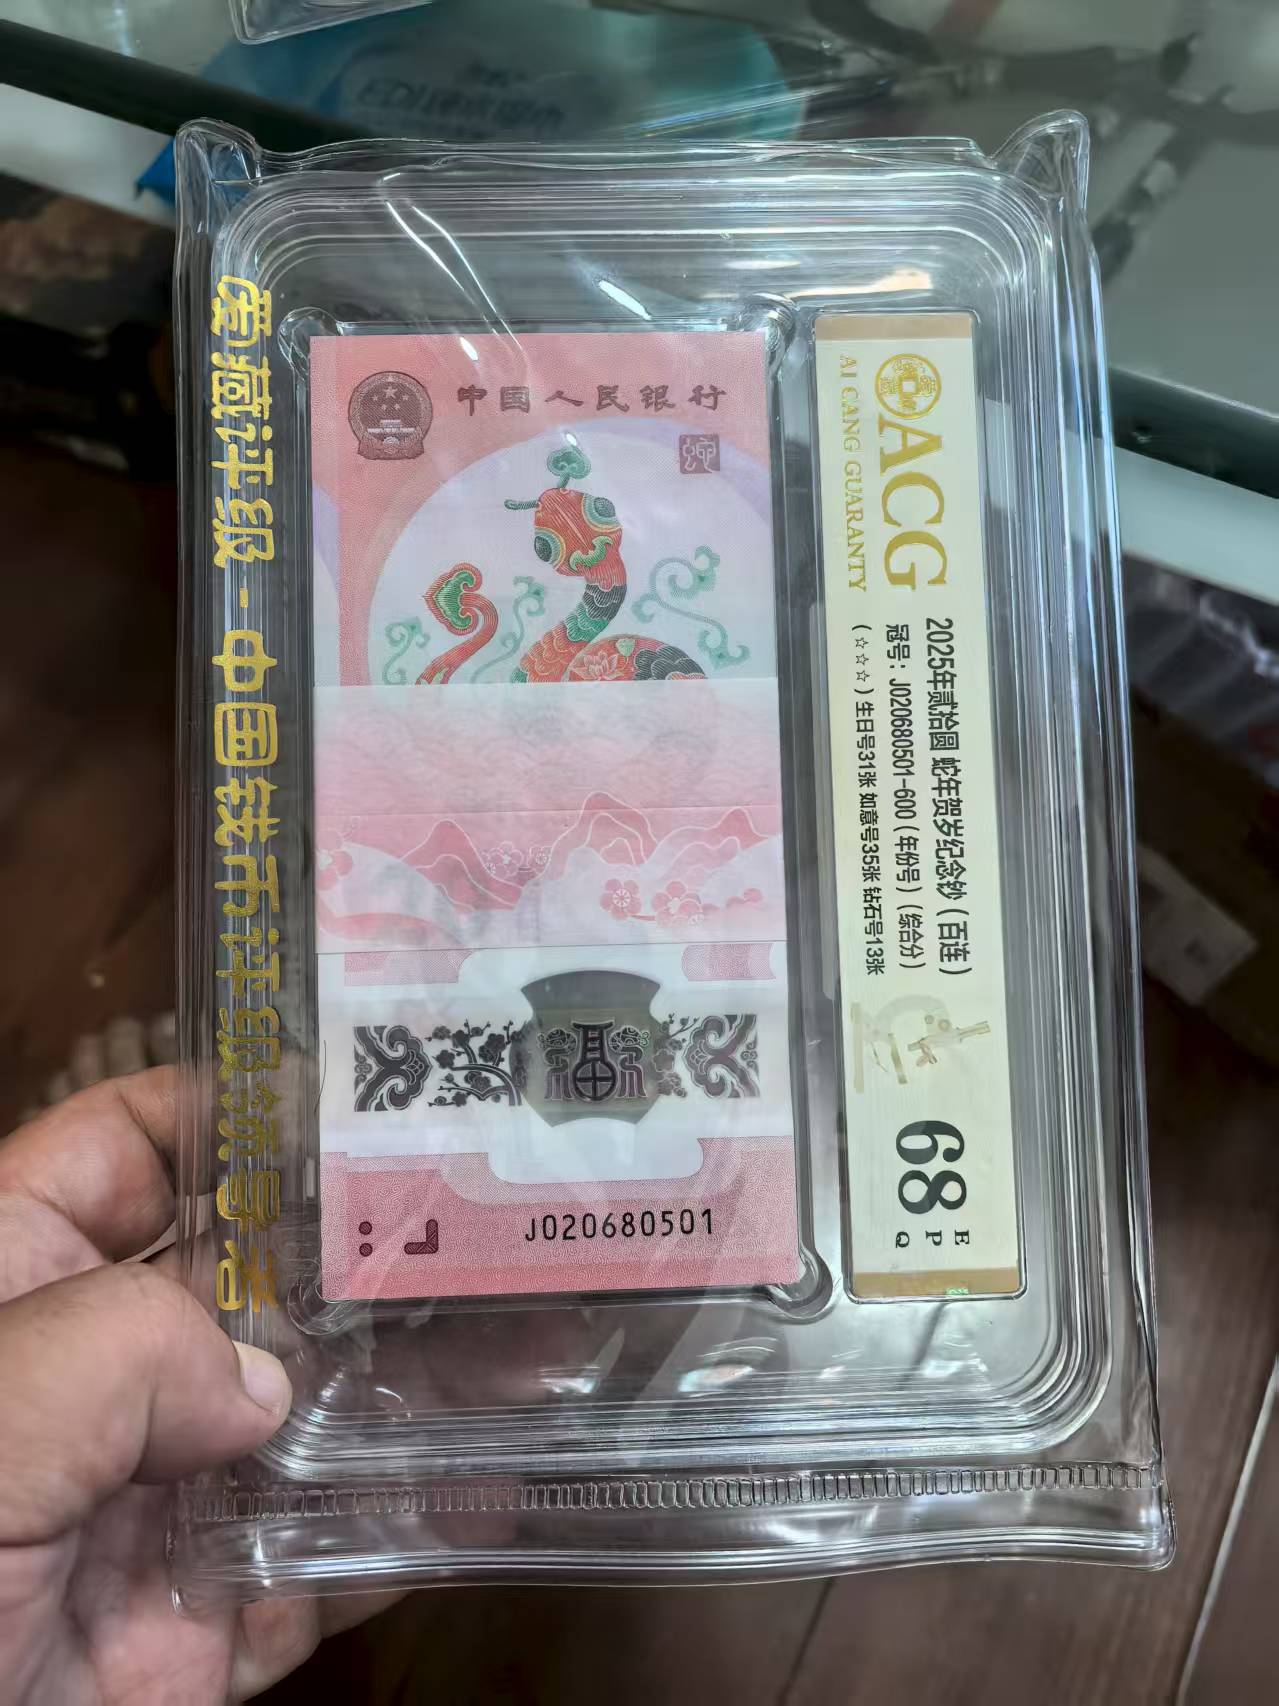 爱藏评级-中国钱币评级领导者
中国人民银行
J020680501
ACG
AI CANG GUARANTY
2025年贰拾圆 蛇年贺岁纪念钞 (百连)
冠号: J020680501-600 (年份号) (综合分)
(☆☆☆) 生日号31张 如意号35张 钻石号13张
68
E
P
Q